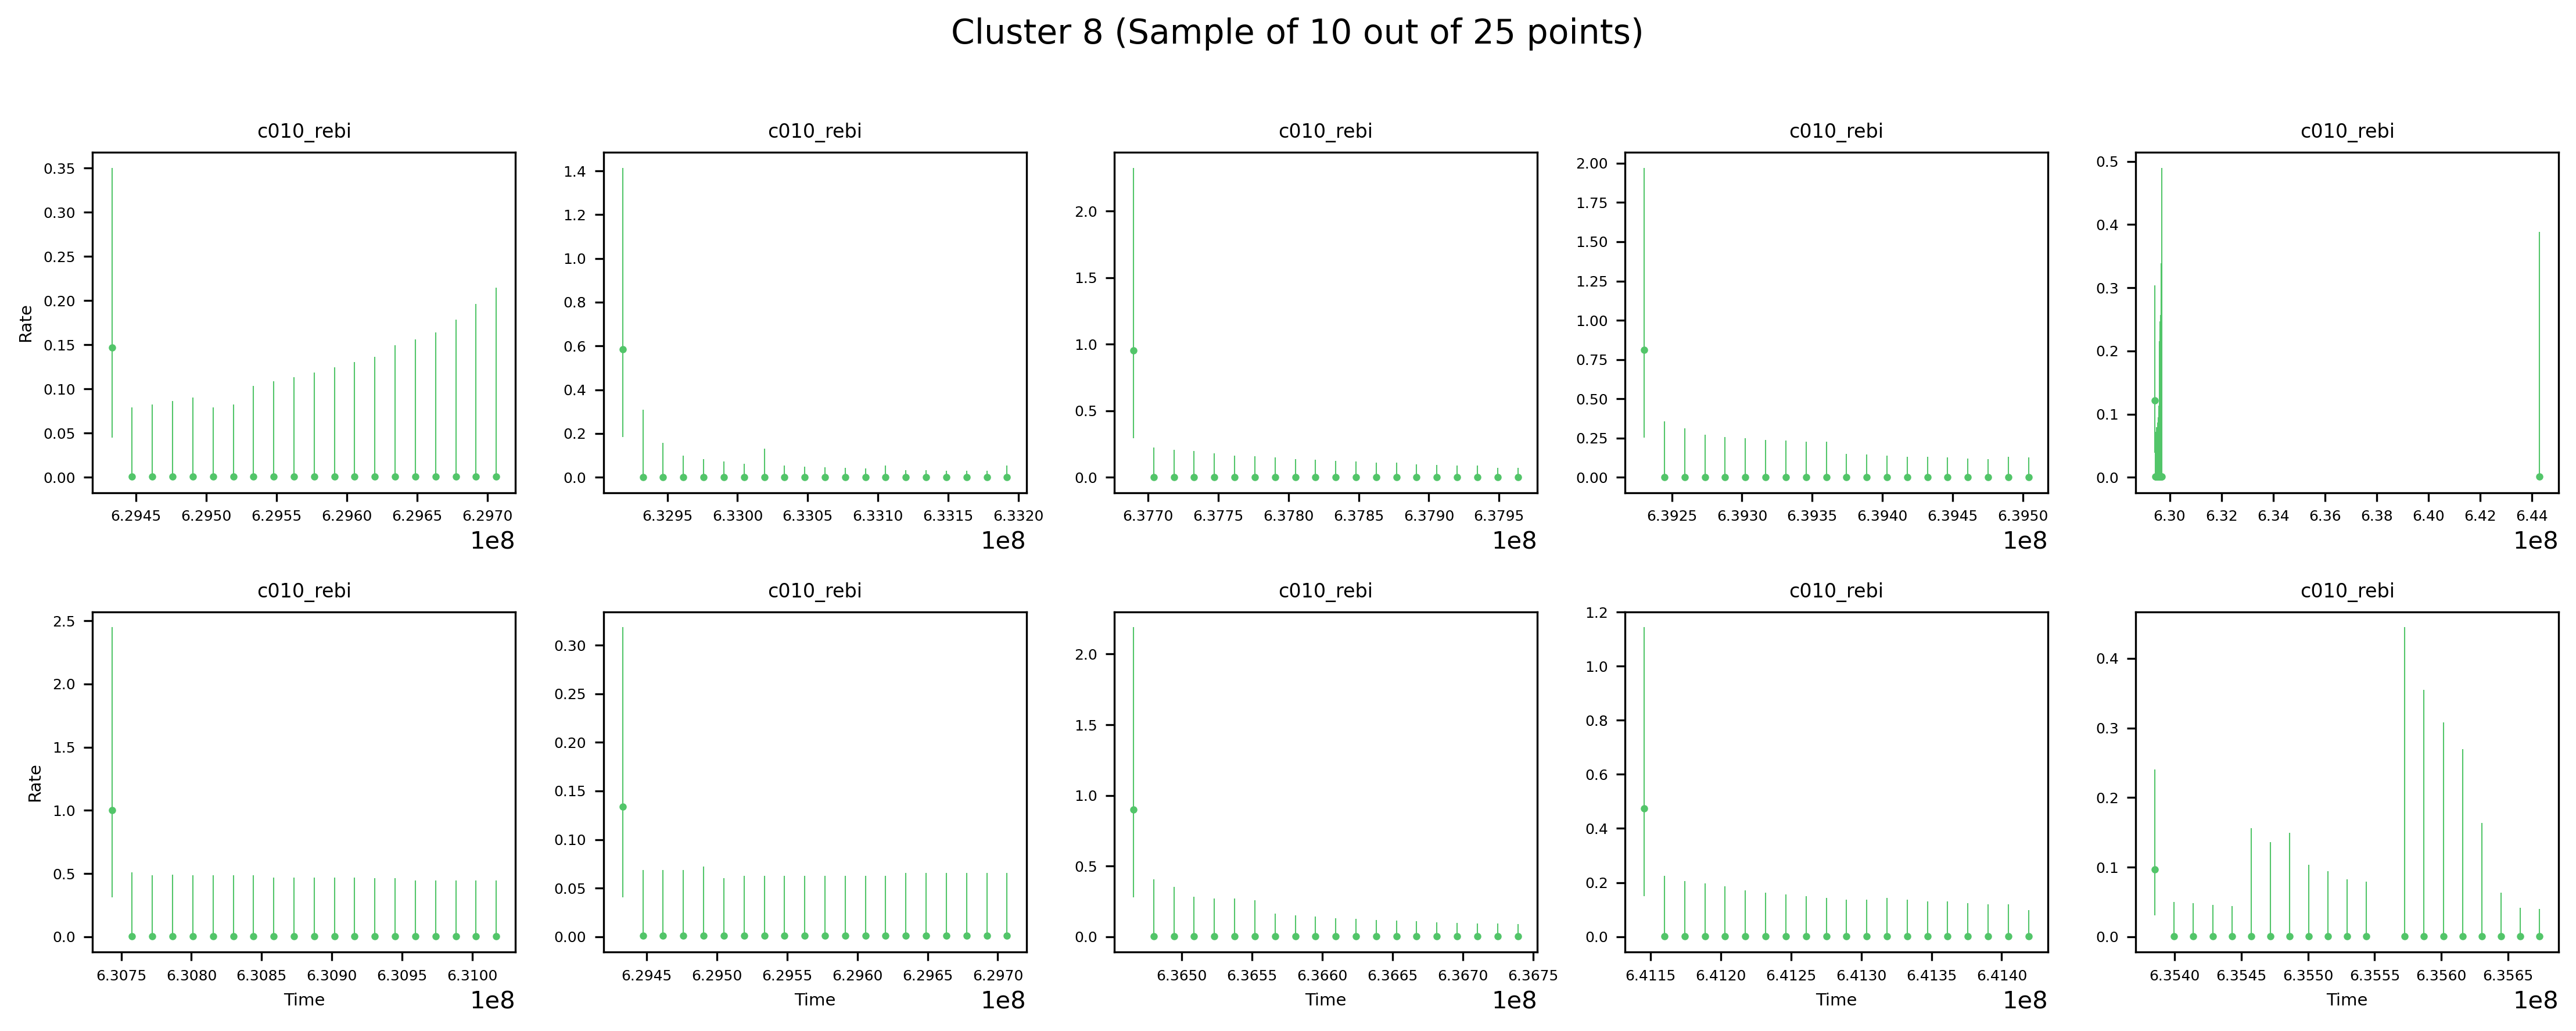 Cluster 8 (Sample of 10 out of 25 points)
c010_rebi c010_rebi c010_rebi c010_rebi c010_rebi
Rate
0.35 0.30 0.25 0.20 0.15 0.10 0.05 0.00
6.2945 6.2950 6.2955 6.2960 6.2965 6.2970
1e8
1.4 1.2 1.0 0.8 0.6 0.4 0.2 0.0
6.3295 6.3300 6.3305 6.3310 6.3315 6.3320
1e8
2.0 1.5 1.0 0.5 0.0
6.3770 6.3775 6.3780 6.3785 6.3790 6.3795
1e8
2.00 1.75 1.50 1.25 1.00 0.75 0.50 0.25 0.00
6.3925 6.3930 6.3935 6.3940 6.3945 6.3950
1e8
0.5 0.4 0.3 0.2 0.1 0.0
6.30 6.32 6.34 6.36 6.38 6.40 6.42 6.44
1e8
c010_rebi c010_rebi c010_rebi c010_rebi c010_rebi
Rate
2.5 2.0 1.5 1.0 0.5 0.0
6.3075 6.3080 6.3085 6.3090 6.3095 6.3100
Time 1e8
0.30 0.25 0.20 0.15 0.10 0.05 0.00
6.2945 6.2950 6.2955 6.2960 6.2965 6.2970
Time 1e8
2.0 1.5 1.0 0.5 0.0
6.3650 6.3655 6.3660 6.3665 6.3670 6.3675
Time 1e8
1.2 1.0 0.8 0.6 0.4 0.2 0.0
6.4115 6.4120 6.4125 6.4130 6.4135 6.4140
Time 1e8
0.4 0.3 0.2 0.1 0.0
6.3540 6.3545 6.3550 6.3555 6.3560 6.3565
Time 1e8